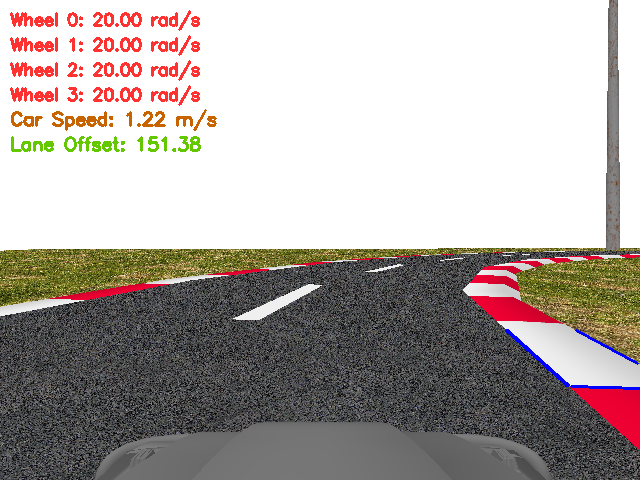 Wheel 0: 20.00 rad/s
Wheel 1: 20.00 rad/s
Wheel 2: 20.00 rad/s
Wheel 3: 20.00 rad/s
Car Speed: 1.22 m/s
Lane Offset: 151.38